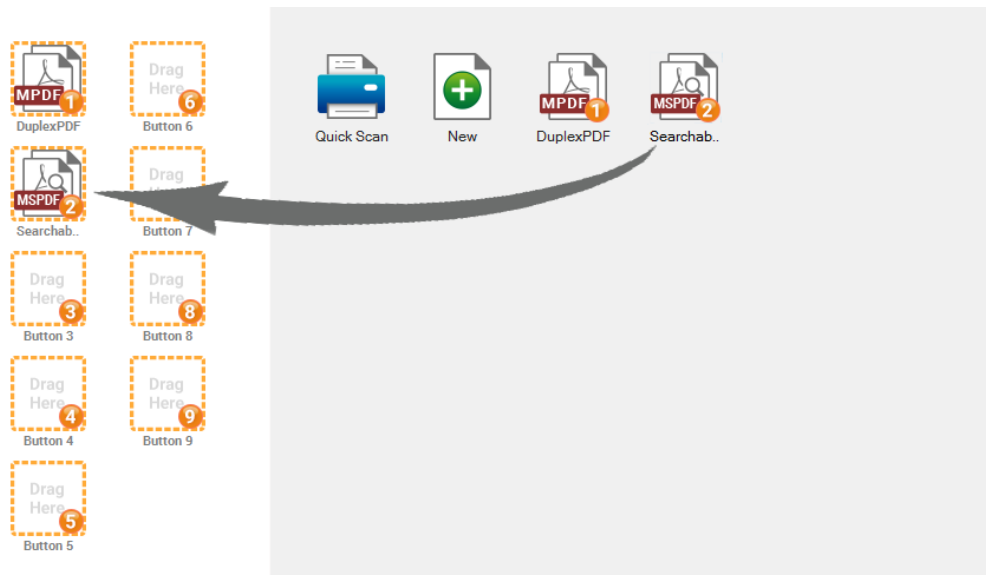 MPDF
1
DuplexPDF
Drag
Here
6
Button 6
MSPDF
2
Searchab..
Drag
Button 7
Drag
Here
3
Button 3
Drag
Here
8
Button 8
Drag
Here
4
Button 4
Drag
Here
9
Button 9
Drag
Here
5
Button 5
Quick Scan
New
MPDF
1
DuplexPDF
MSPDF
2
Searchab..